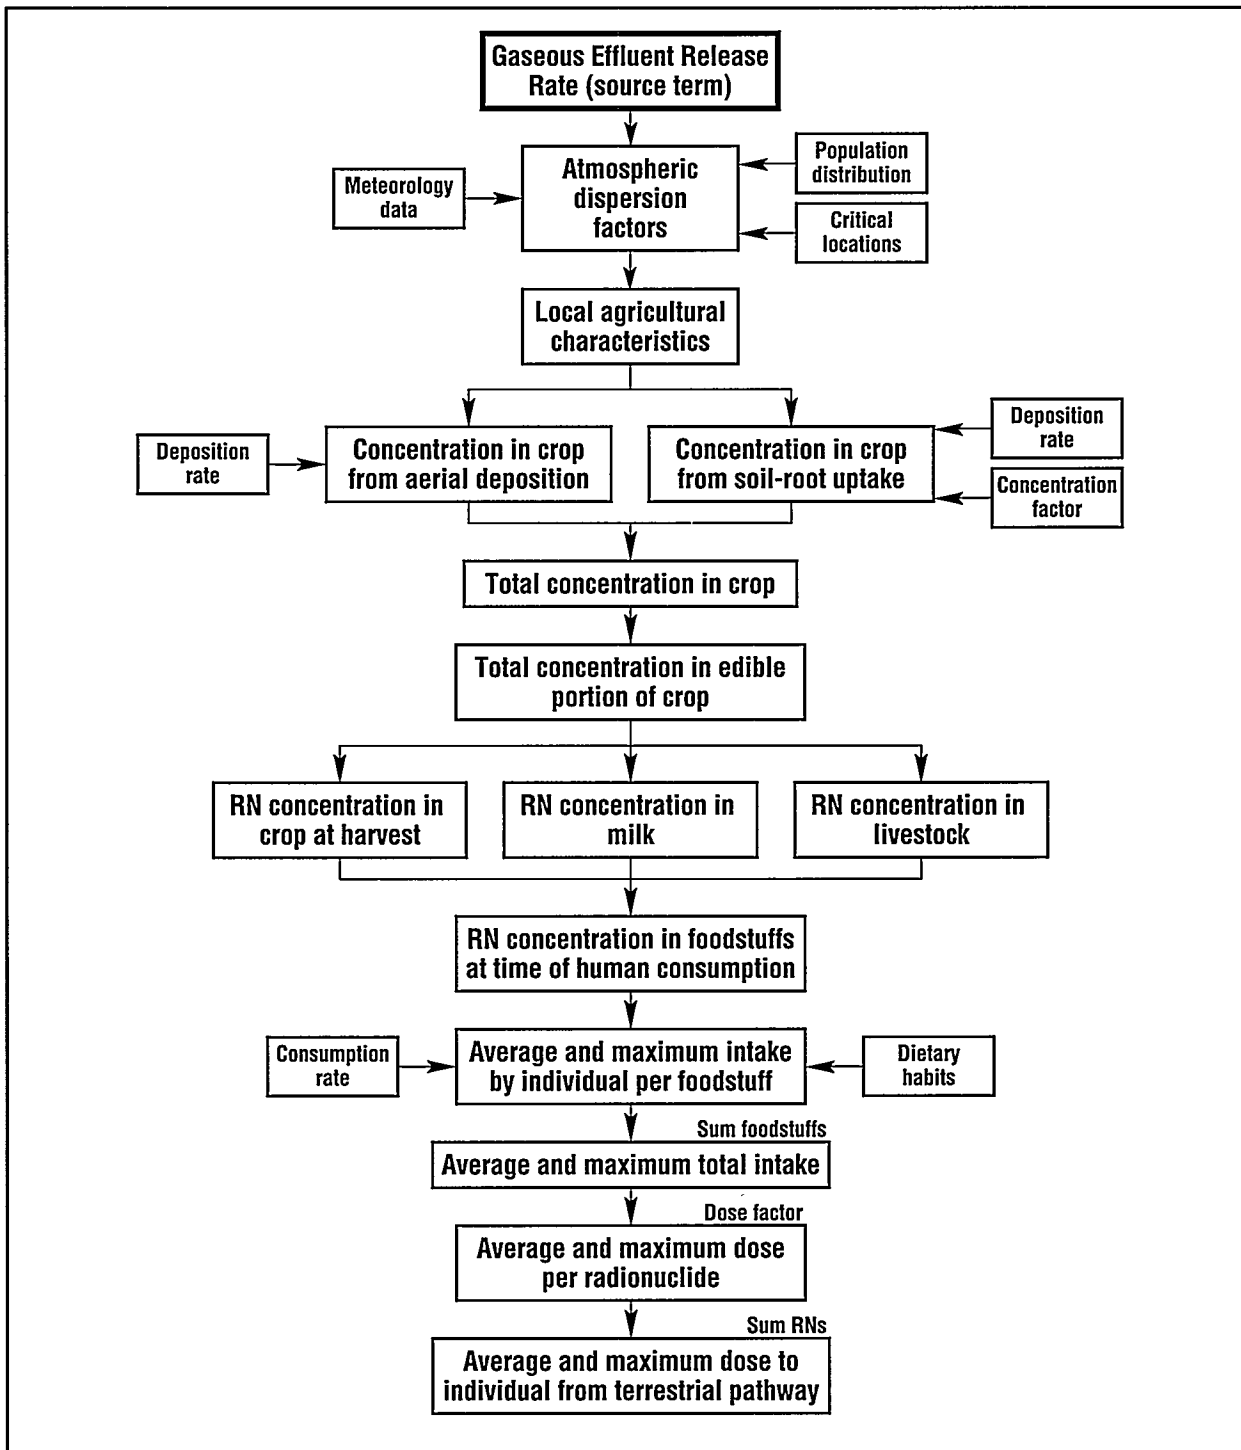 Gaseous Effluent Release
Rate (source term)
Atmospheric
dispersion
factors
Meteorology
data
Population
distribution
Critical
locations
Local agricultural
characteristics
Deposition
rate
Concentration in crop
from aerial deposition
Concentration in crop
from soil-root uptake
Deposition
rate
Concentration
factor
Total concentration in crop
Total concentration in edible
portion of crop
RN concentration in
crop at harvest
RN concentration in
milk
RN concentration in
livestock
RN concentration in foodstuffs
at time of human consumption
Consumption
rate
Average and maximum intake
by individual per foodstuff
Dietary
habits
Sum foodstuffs
Average and maximum total intake
Dose factor
Average and maximum dose
per radionuclide
Sum RNs
Average and maximum dose to
individual from terrestrial pathway